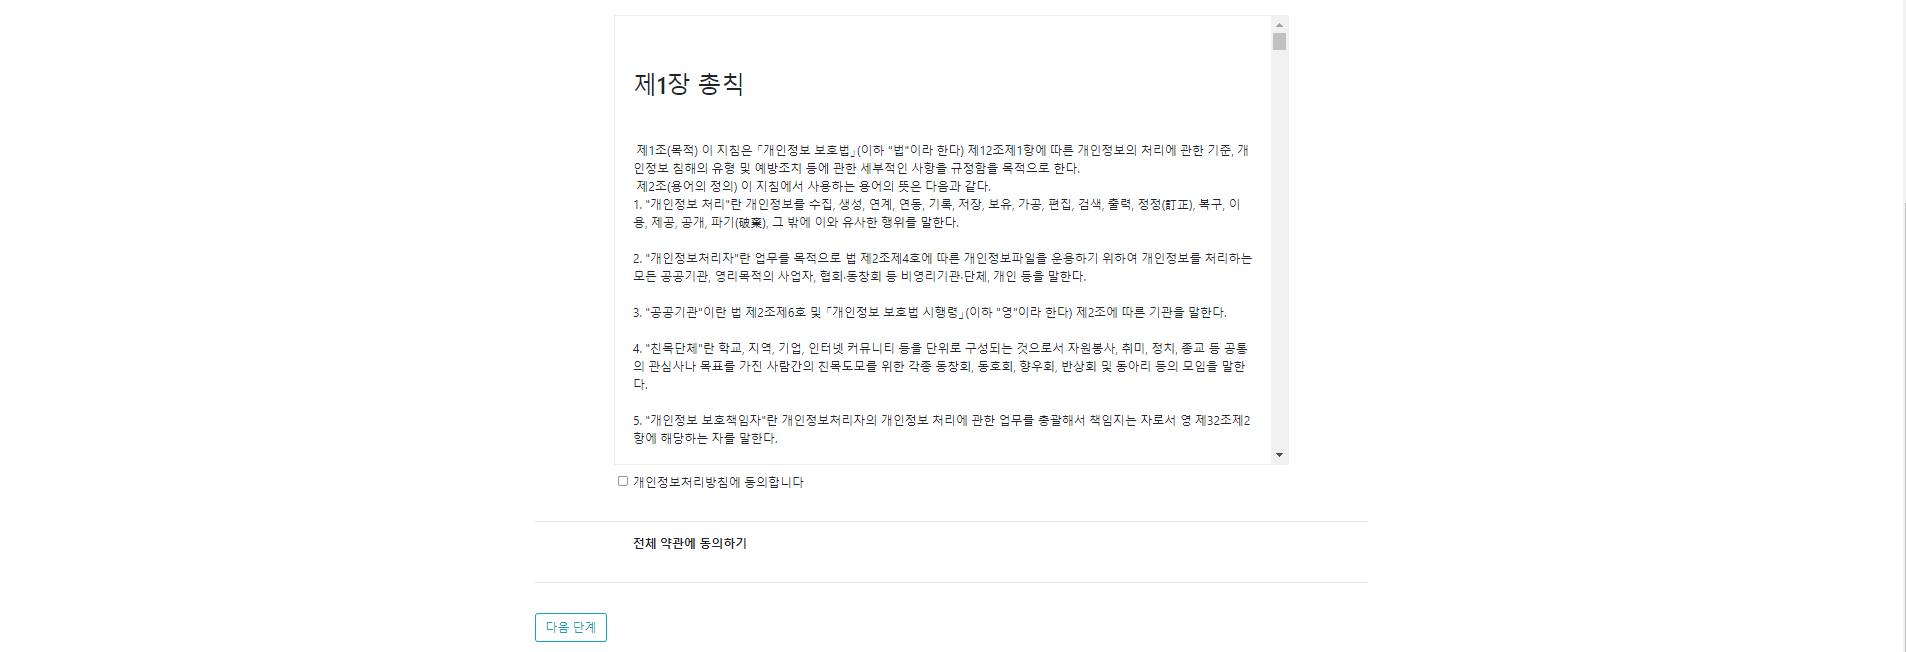 제1장 총칙
제1조(목적) 이 지침은 「개인정보 보호법」(이하 "법"이라 한다) 제12조제1항에 따른 개인정보의 처리에 관한 기준, 개
인정보 침해의 유형 및 예방조치 등에 관한 세부적인 사항을 규정함을 목적으로 한다.
제2조(용어의 정의) 이 지침에서 사용하는 용어의 뜻은 다음과 같다.
1. "개인정보 처리"란 개인정보를 수집, 생성, 연계, 연동, 기록, 저장, 보유, 가공, 편집, 검색, 출력, 정정(訂正), 복구, 이
용, 제공, 공개, 파기(破棄), 그 밖에 이와 유사한 행위를 말한다.
2. "개인정보처리자"란 업무를 목적으로 법 제2조제4호에 따른 개인정보파일을 운용하기 위하여 개인정보를 처리하는
모든 공공기관, 영리목적의 사업자, 협회·동창회 등 비영리기관·단체, 개인 등을 말한다.
3. "공공기관"이란 법 제2조제6호 및 「개인정보 보호법 시행령」(이하 "영"이라 한다) 제2조에 따른 기관을 말한다.
4. "친목단체"란 학교, 지역, 기업, 인터넷 커뮤니티 등을 단위로 구성되는 것으로서 자원봉사, 취미, 정치, 종교 등 공통
의 관심사나 목표를 가진 사람간의 친목도모를 위한 각종 동창회, 동호회, 향우회, 반상회 및 동아리 등의 모임을 말한
다.
5. "개인정보 보호책임자"란 개인정보처리자의 개인정보 처리에 관한 업무를 총괄해서 책임지는 자로서 영 제32조제2
항에 해당하는 자를 말한다.
개인정보처리방침에 동의합니다
전체 약관에 동의하기
다음 단계